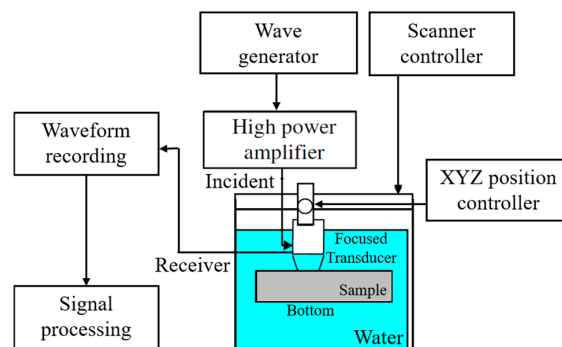 Wave
generator
Scanner
controller
Waveform
recording
High power
amplifier
Incident
XYZ position
controller
Focused
Transducer
Receiver
Sample
Bottom
Signal
processing
Water